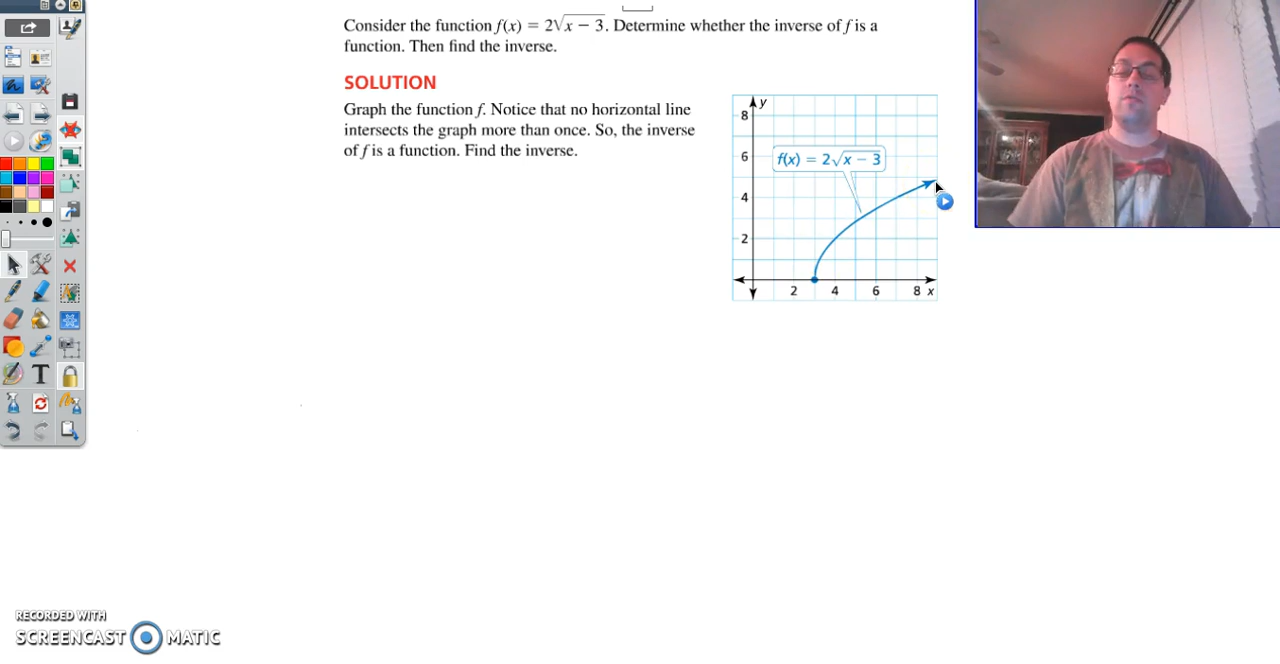 Consider the function f(x) = 2√x − 3. Determine whether the inverse of f is a
function. Then find the inverse.
SOLUTION
Graph the function f. Notice that no horizontal line
intersects the graph more than once. So, the inverse
of f is a function. Find the inverse.
y
8
6
f(x) = 2√x − 3
4
2
2 4 6 8 x
T
RECORDED WITH
SCREENCAST MATIC